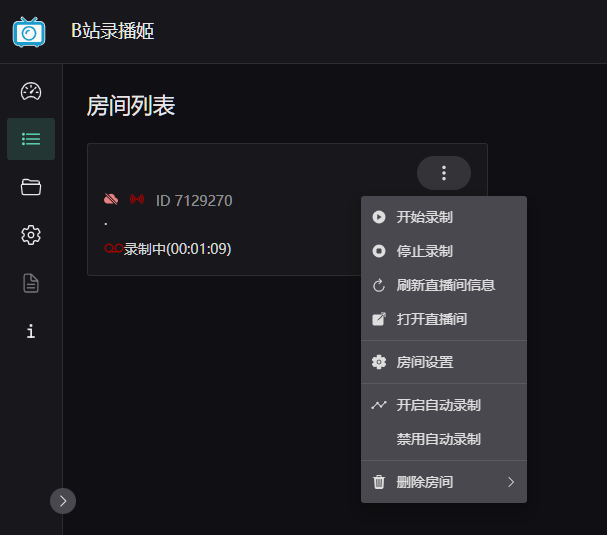 B站录播姬
房间列表
ID 7129270
.
录制中(00:01:09)
开始录制
停止录制
刷新直播间信息
打开直播间
房间设置
开启自动录制
禁用自动录制
删除房间